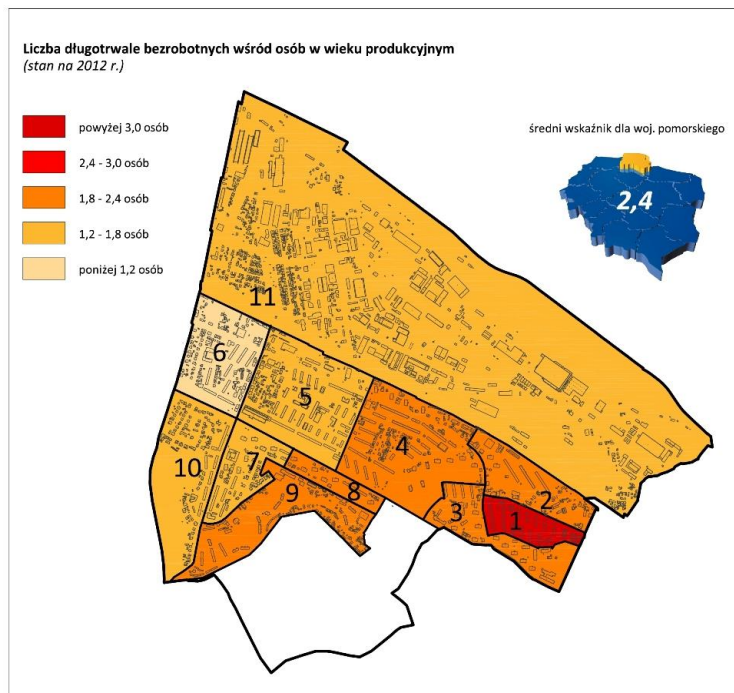 Liczba długotrwale bezrobotnych wśród osób w wieku produkcyjnym
(stan na 2012 r.)
powyżej 3,0 osób
2,4 - 3,0 osób
1,8 - 2,4 osób
1,2 - 1,8 osób
poniżej 1,2 osób
średni wskaźnik dla woj. pomorskiego
2,4
11
6
5
4
10
7
9
8
3
2
1